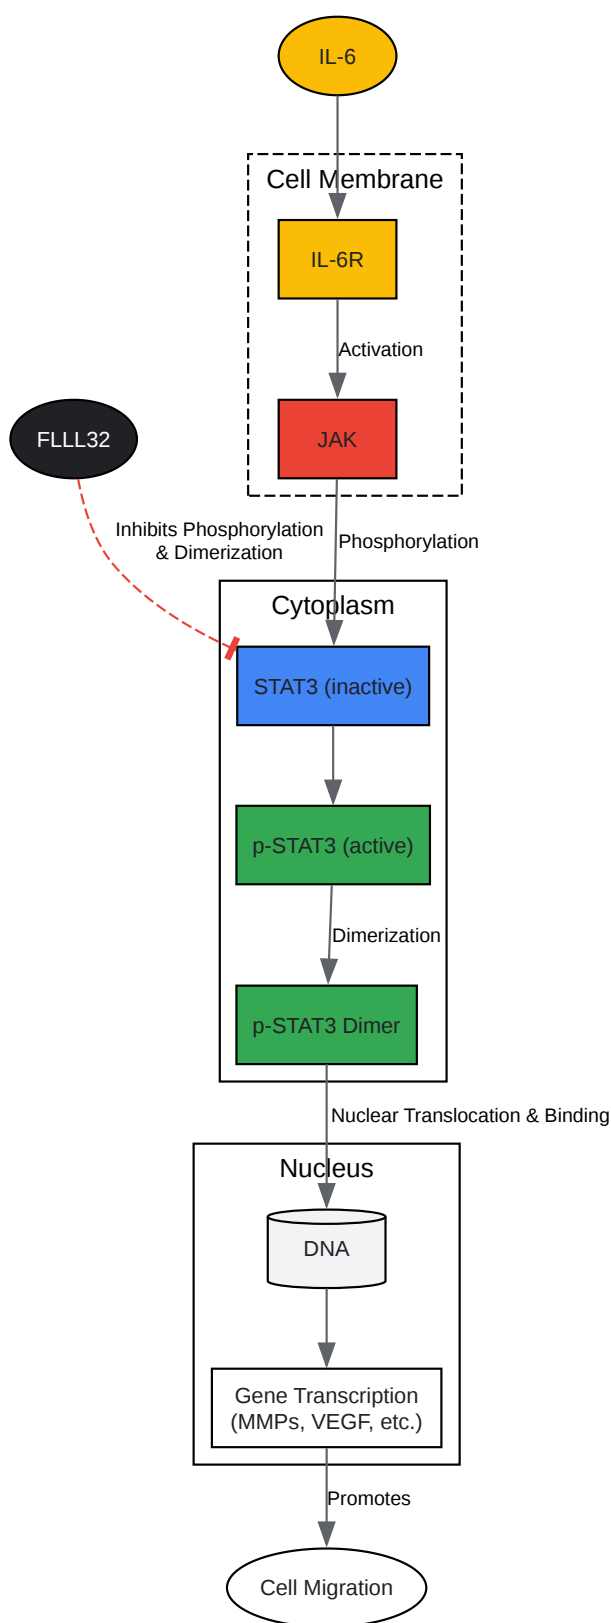 IL-6
Cell Membrane
IL-6R
Activation
JAK
FLLL32
Inhibits Phosphorylation
& Dimerization
Phosphorylation
Cytoplasm
STAT3 (inactive)
p-STAT3 (active)
Dimerization
p-STAT3 Dimer
Nuclear Translocation & Binding
Nucleus
DNA
Gene Transcription
(MMPs, VEGF, etc.)
Promotes
Cell Migration